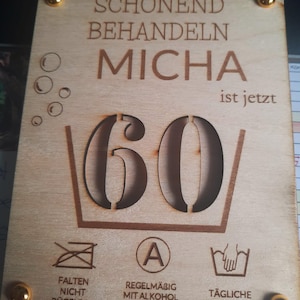 SCHONEND
BEHANDELN
MICHA
ist jetzt
60
A
FALTEN
NICHT
REGELMÄßIG
MIT ALKOHOL
TÄGLICHE